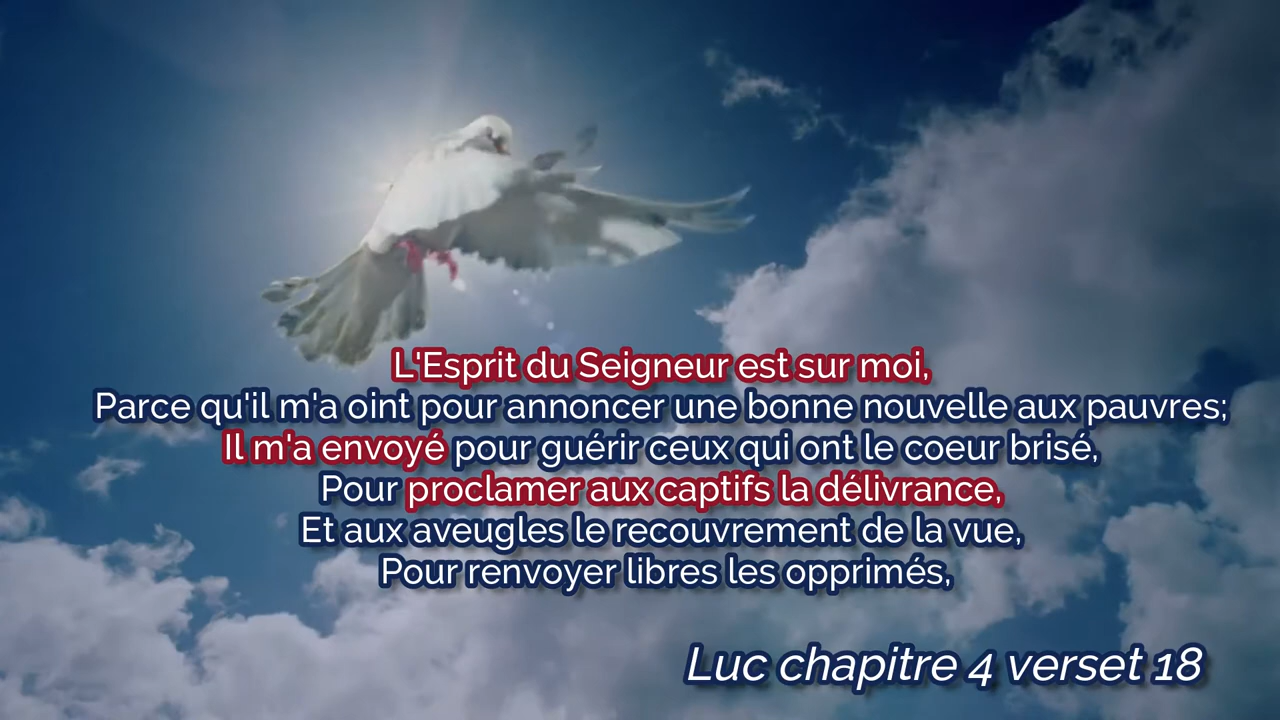 L'Esprit du Seigneur est sur moi,
Parce qu'il m'a oint pour annoncer une bonne nouvelle aux pauvres;
Il m'a envoyé pour guérir ceux qui ont le coeur brisé,
Pour proclamer aux captifs la délivrance,
Et aux aveugles le recouvrement de la vue,
Pour renvoyer libres les opprimés,
Luc chapitre 4 verset 18